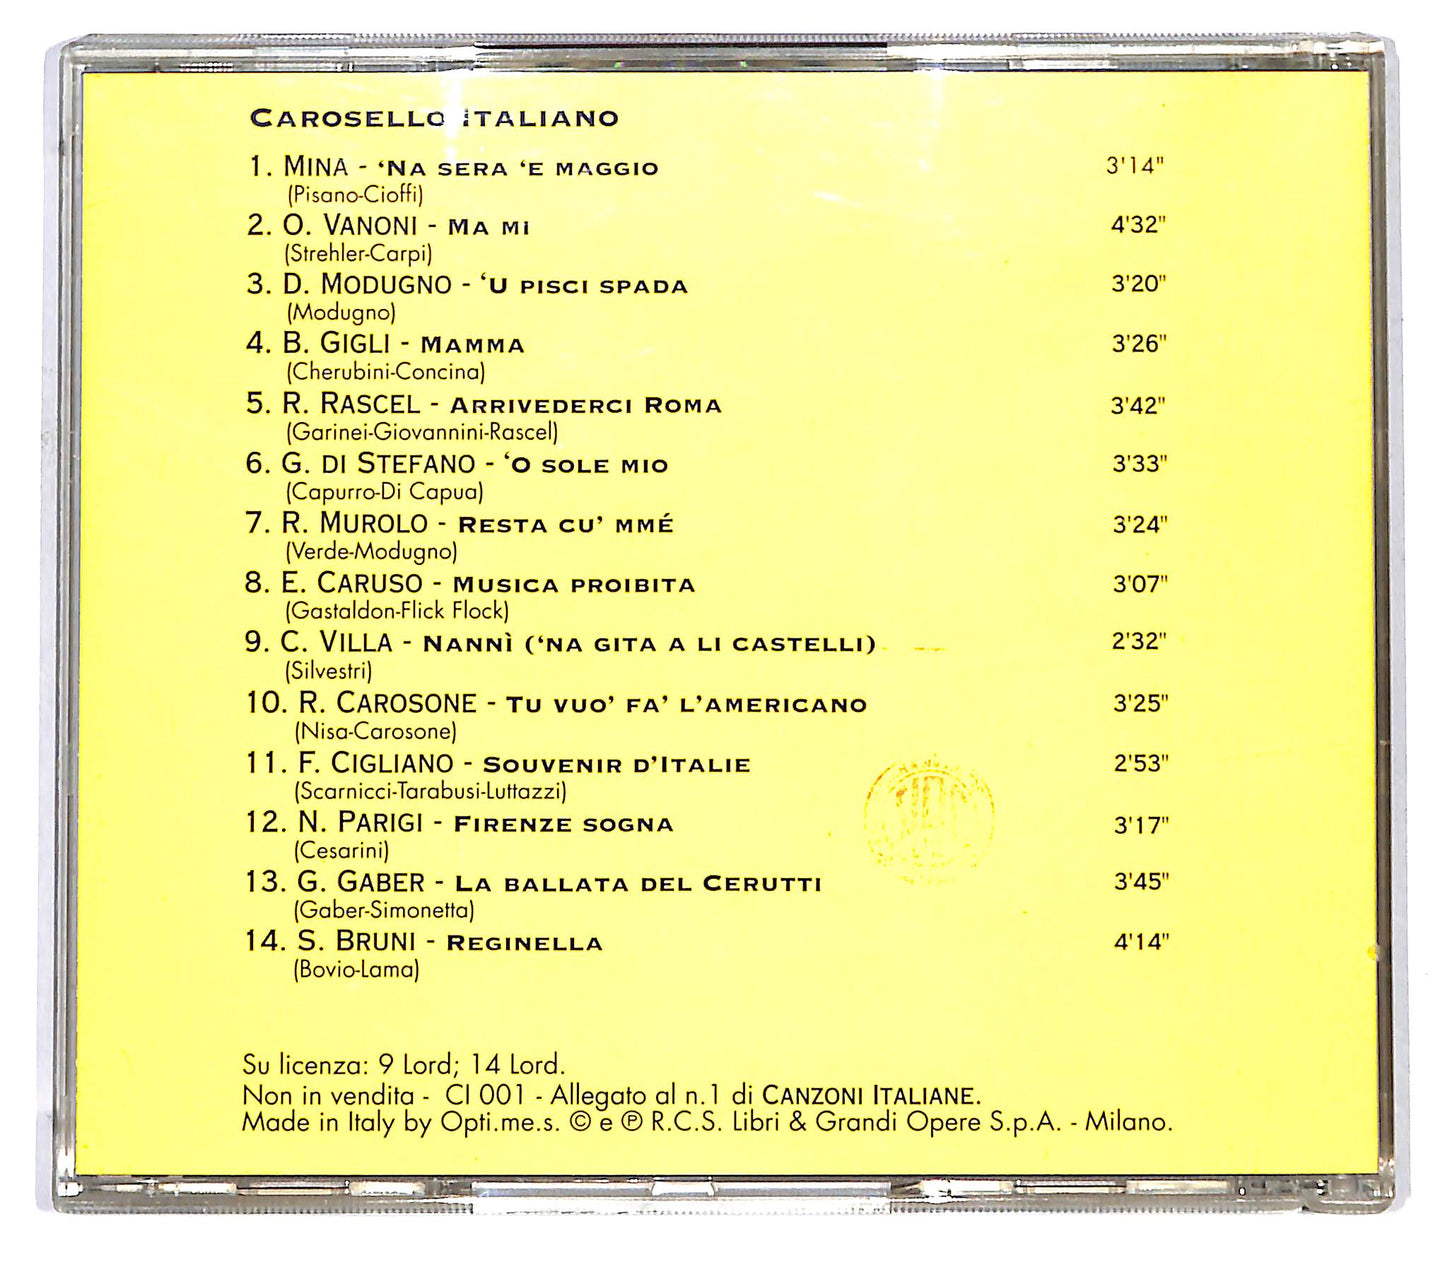 CAROSELLO ITALIANO
1. MINA - ‘NA SERA ‘E MAGGIO 3'14"
(Pisano-Cioffi)
2. O. VANONI - MA MI 4'32"
(Strehler-Carpi)
3. D. MODUGNO - ‘U PISCI SPADA 3'20"
(Modugno)
4. B. GIGLI - MAMMA 3'26"
(Cherubini-Concina)
5. R. RASCEL - ARRIVEDERCI ROMA 3'42"
(Garinei-Giovannini-Rascel)
6. G. DI STEFANO - ‘O SOLE MIO 3'33"
(Capurro-Di Capua)
7. R. MUROLO - RESTA CU’ MMÉ 3'24"
(Verde-Modugno)
8. E. CARUSO - MUSICA PROIBITA 3'07"
(Gastaldon-Flick Flock)
9. C. VILLA - NANNÌ (‘NA GITA A LI CASTELLI) 2'32"
(Silvestri)
10. R. CAROSONE - TU VUO’ FA’ L’AMERICANO 3'25"
(Nisa-Carosone)
11. F. CIGLIANO - SOUVENIR D’ITALIE 2'53"
(Scarnicci-Tarabusi-Luttazzi)
12. N. PARIGI - FIRENZE SOGNA 3'17"
(Cesarini)
13. G. GABER - LA BALLATA DEL CERUTTI 3'45"
(Gaber-Simonetta)
14. S. BRUNI - REGINELLA 4'14"
(Bovio-Lama)
Su licenza: 9 Lord; 14 Lord.
Non in vendita - CI 001 - Allegato al n.1 di CANZONI ITALIANE.
Made in Italy by Opti.me.s. © e ℗ R.C.S. Libri & Grandi Opere S.p.A. - Milano.